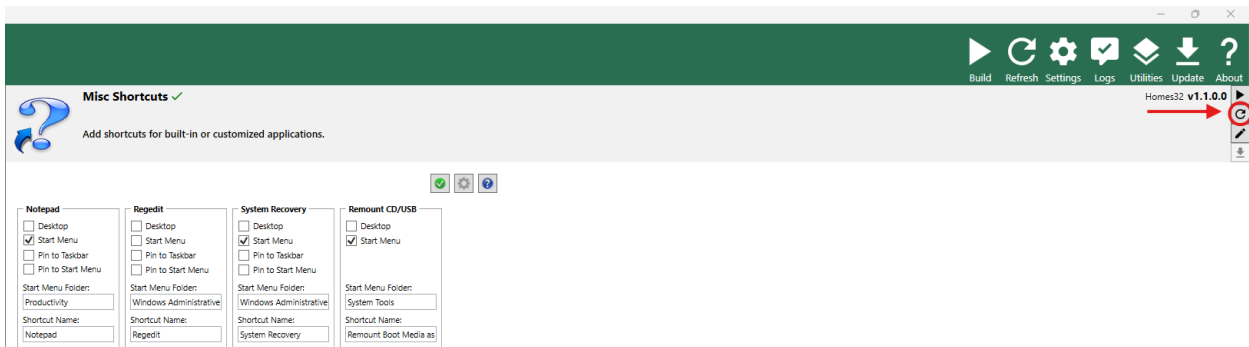 Build Refresh Settings Logs Utilities Update About
Misc Shortcuts
Homes32 v1.1.0.0
Add shortcuts for built-in or customized applications.
Notepad
Desktop
Start Menu
Pin to Taskbar
Pin to Start Menu
Start Menu Folder:
Productivity
Shortcut Name:
Notepad
Regedit
Desktop
Start Menu
Pin to Taskbar
Pin to Start Menu
Start Menu Folder:
Windows Administrative
Shortcut Name:
Regedit
System Recovery
Desktop
Start Menu
Pin to Taskbar
Pin to Start Menu
Start Menu Folder:
Windows Administrative
Shortcut Name:
System Recovery
Remount CD/USB
Desktop
Start Menu
Start Menu Folder:
System Tools
Shortcut Name:
Remount Boot Media as